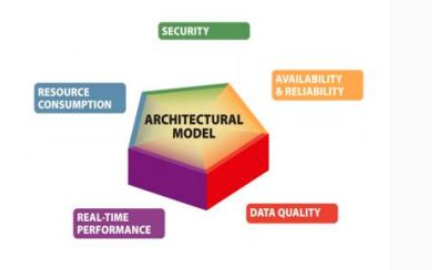 SECURITY
AVAILABILITY
& RELIABILITY
RESOURCE
CONSUMPTION
ARCHITECTURAL
MODEL
DATA QUALITY
REAL-TIME
PERFORMANCE